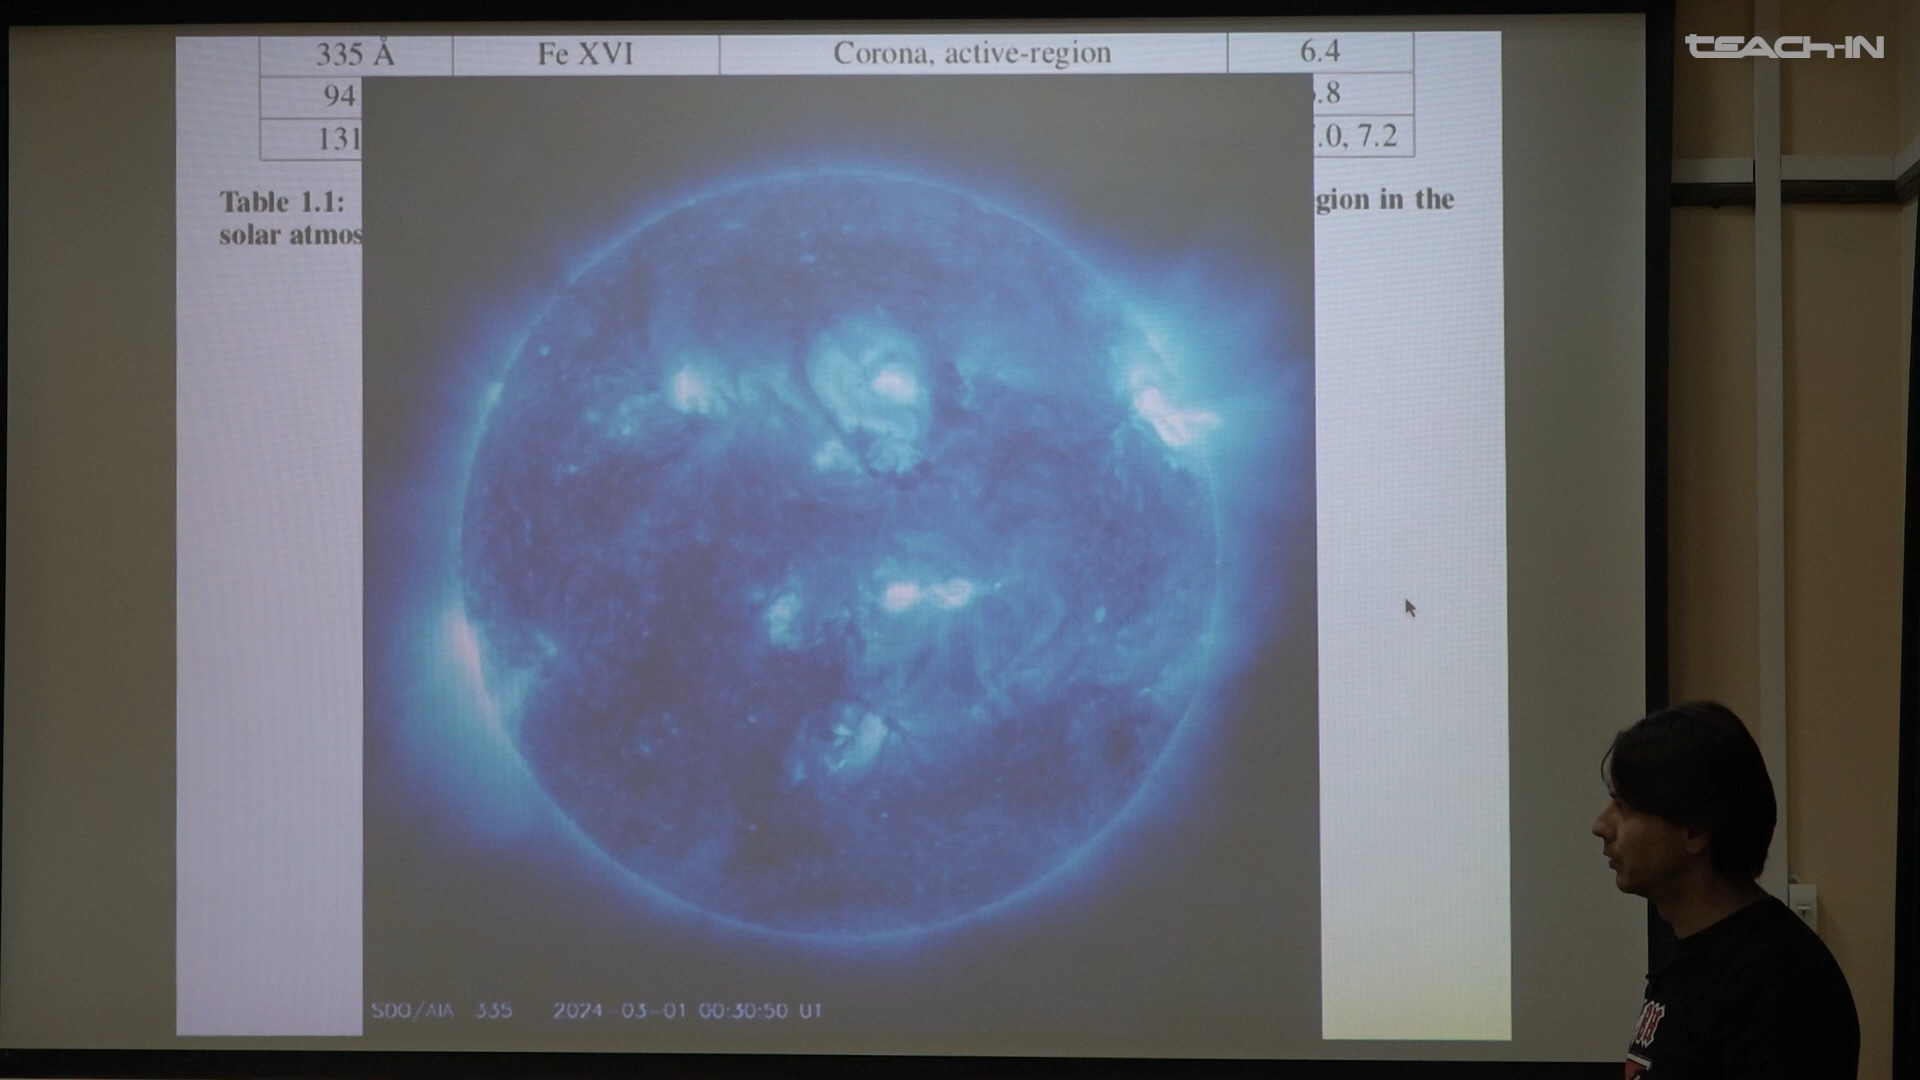 TEACH-IN
335 Å Fe XVI Corona, active-region 6.4
94 .8
131 .0, 7.2
Table 1.1: gion in the
solar atmos
SDO/AIA 335 2024-03-01 00:30:50 UT